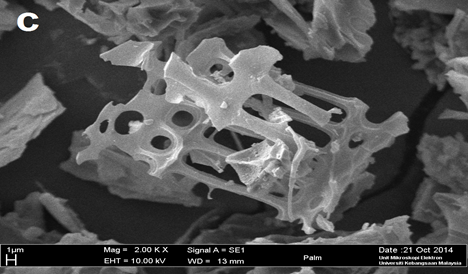 C
1µm
Mag = 2.00 K X
Signal A = SE1
Date :21 Oct 2014
EHT = 10.00 kV
WD = 13 mm
Palm
Unit Mikroskopi Elektron
Universiti Kebangsaan Malaysia